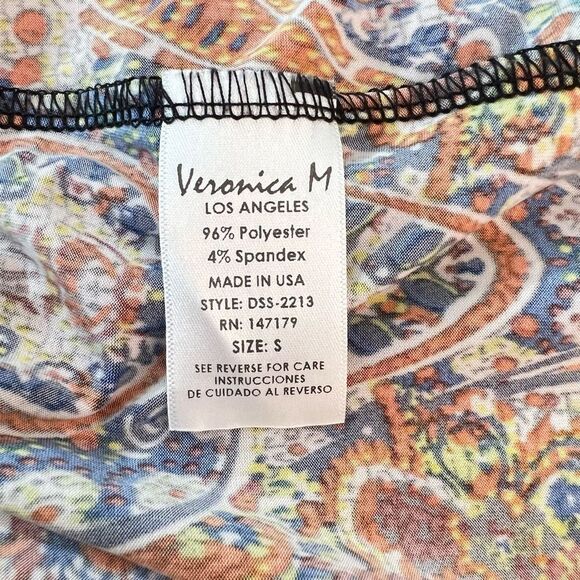 Veronica M
LOS ANGELES
96% Polyester
4% Spandex
MADE IN USA
STYLE: DSS-2213
RN: 147179
SIZE: S
SEE REVERSE FOR CARE
INSTRUCCIONES
DE CUIDADO AL REVERSO